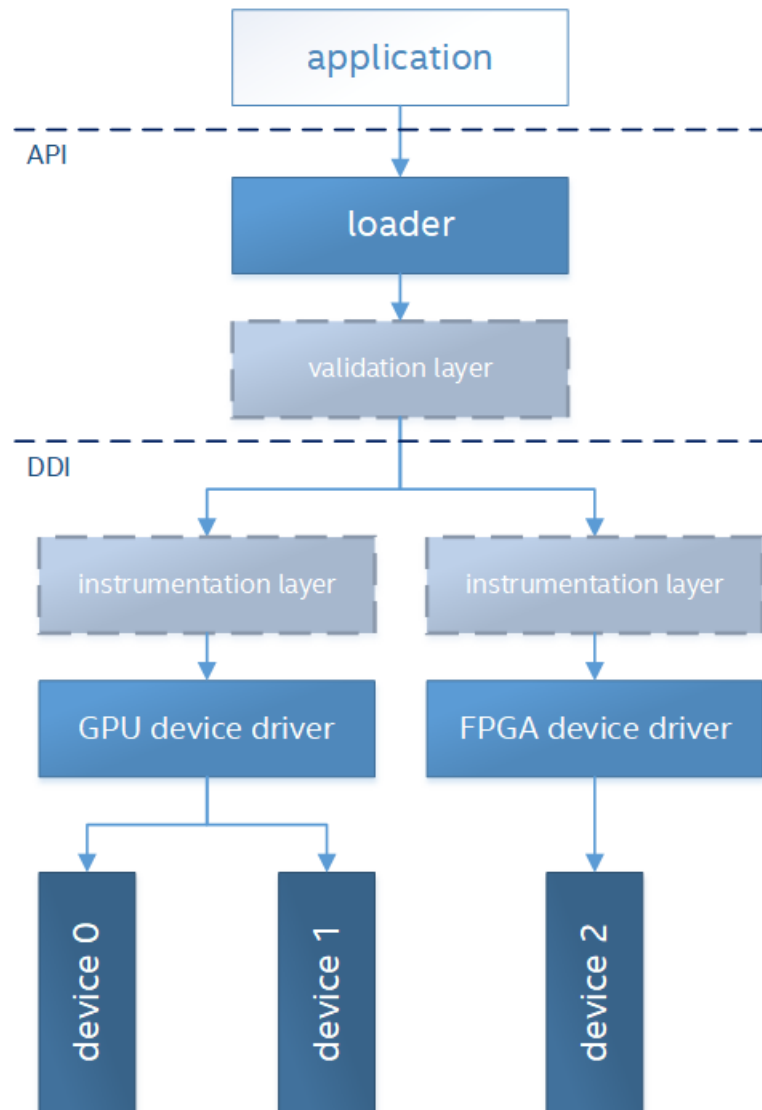 application
API
loader
validation layer
DDI
instrumentation layer
instrumentation layer
GPU device driver
FPGA device driver
device 0
device 1
device 2